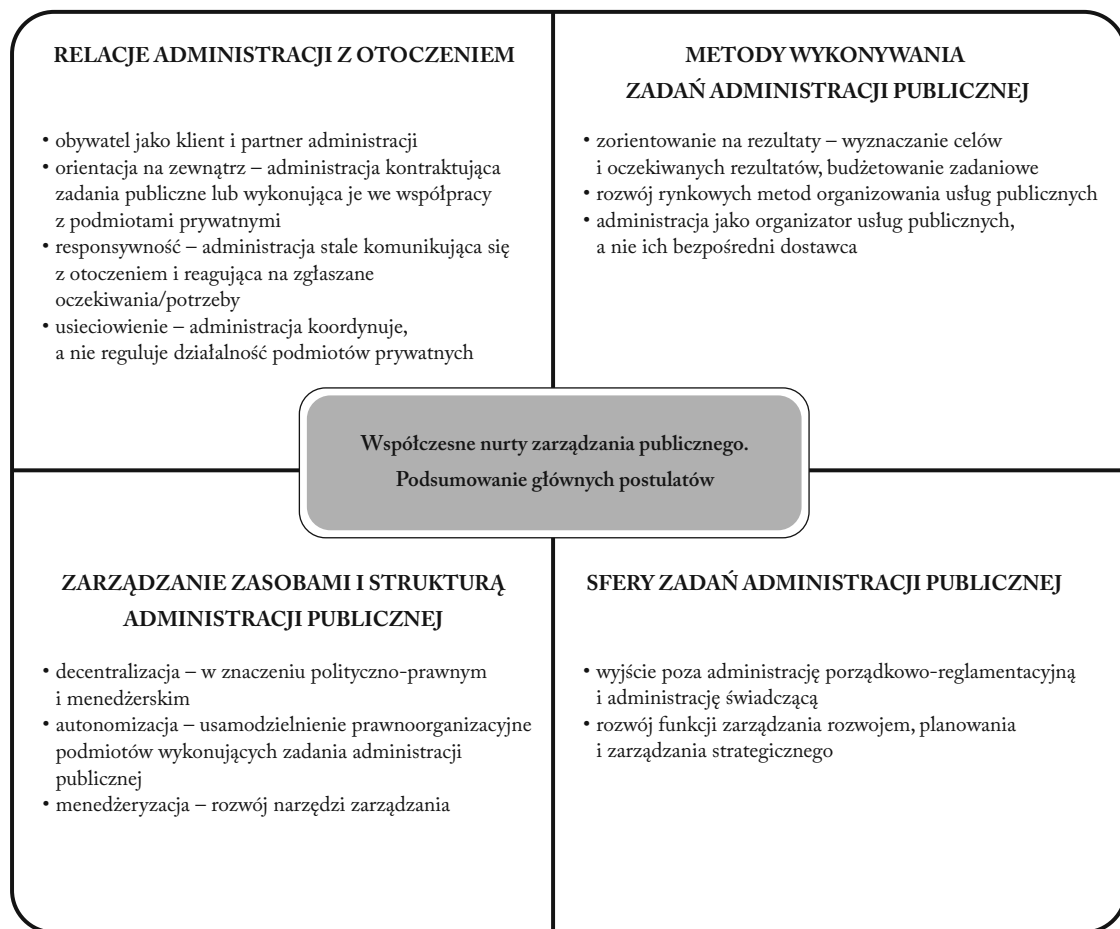 RELACJE ADMINISTRACJI Z OTOCZENIEM
• obywatel jako klient i partner administracji
• orientacja na zewnątrz – administracja kontraktująca
zadania publiczne lub wykonująca je we współpracy
z podmiotami prywatnymi
• responsywność – administracja stale komunikująca się
z otoczeniem i reagująca na zgłaszane
oczekiwania/potrzeby
• usieciowienie – administracja koordynuje,
a nie reguluje działalność podmiotów prywatnych
METODY WYKONYWANIA
ZADAŃ ADMINISTRACJI PUBLICZNEJ
• zorientowanie na rezultaty – wyznaczanie celów
i oczekiwanych rezultatów, budżetowanie zadaniowe
• rozwój rynkowych metod organizowania usług publicznych
• administracja jako organizator usług publicznych,
a nie ich bezpośredni dostawca
Współczesne nurty zarządzania publicznego.
Podsumowanie głównych postulatów
ZARZĄDZANIE ZASOBAMI I STRUKTURĄ
ADMINISTRACJI PUBLICZNEJ
• decentralizacja – w znaczeniu polityczno-prawnym
i menedżerskim
• autonomizacja – usamodzielnienie prawnoorganizacyjne
podmiotów wykonujących zadania administracji
publicznej
• menedżeryzacja – rozwój narzędzi zarządzania
SFERY ZADAŃ ADMINISTRACJI PUBLICZNEJ
• wyjście poza administrację porządkowo-reglamentacyjną
i administrację świadczącą
• rozwój funkcji zarządzania rozwojem, planowania
i zarządzania strategicznego